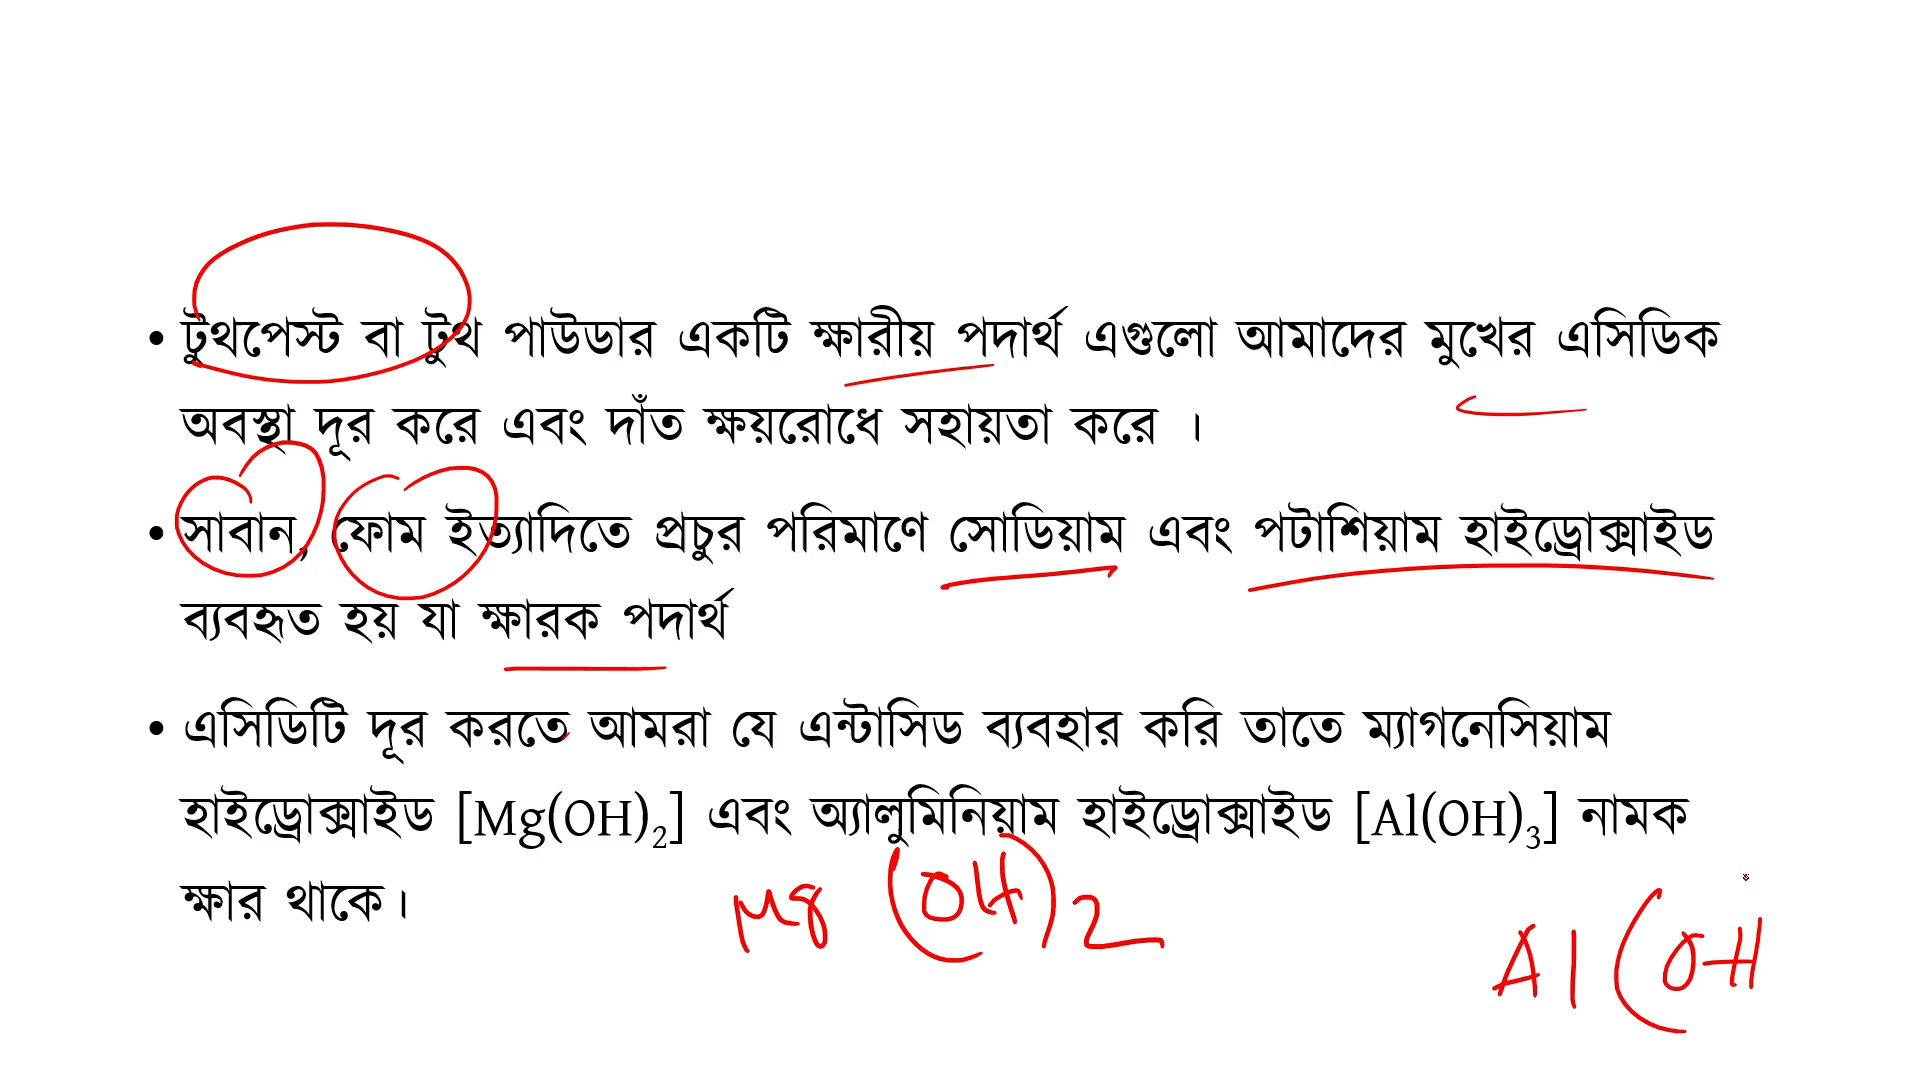 • টুথপেস্ট বা টুথ পাউডার একটি ক্ষারীয় পদার্থ এগুলো আমাদের মুখের এসিডিক
অবস্থা দূর করে এবং দাঁত ক্ষয়রোধে সহায়তা করে ।
• সাবান, ফোম ইত্যাদিতে প্রচুর পরিমাণে সোডিয়াম এবং পটাশিয়াম হাইড্রোক্সাইড
ব্যবহৃত হয় যা ক্ষারক পদার্থ
• এসিডিটি দূর করতে আমরা যে এন্টাসিড ব্যবহার করি তাতে ম্যাগনেসিয়াম
হাইড্রোক্সাইড [Mg(OH)₂] এবং অ্যালুমিনিয়াম হাইড্রোক্সাইড [Al(OH)₃] নামক
ক্ষার থাকে।
Mg (OH)2
Al (OH